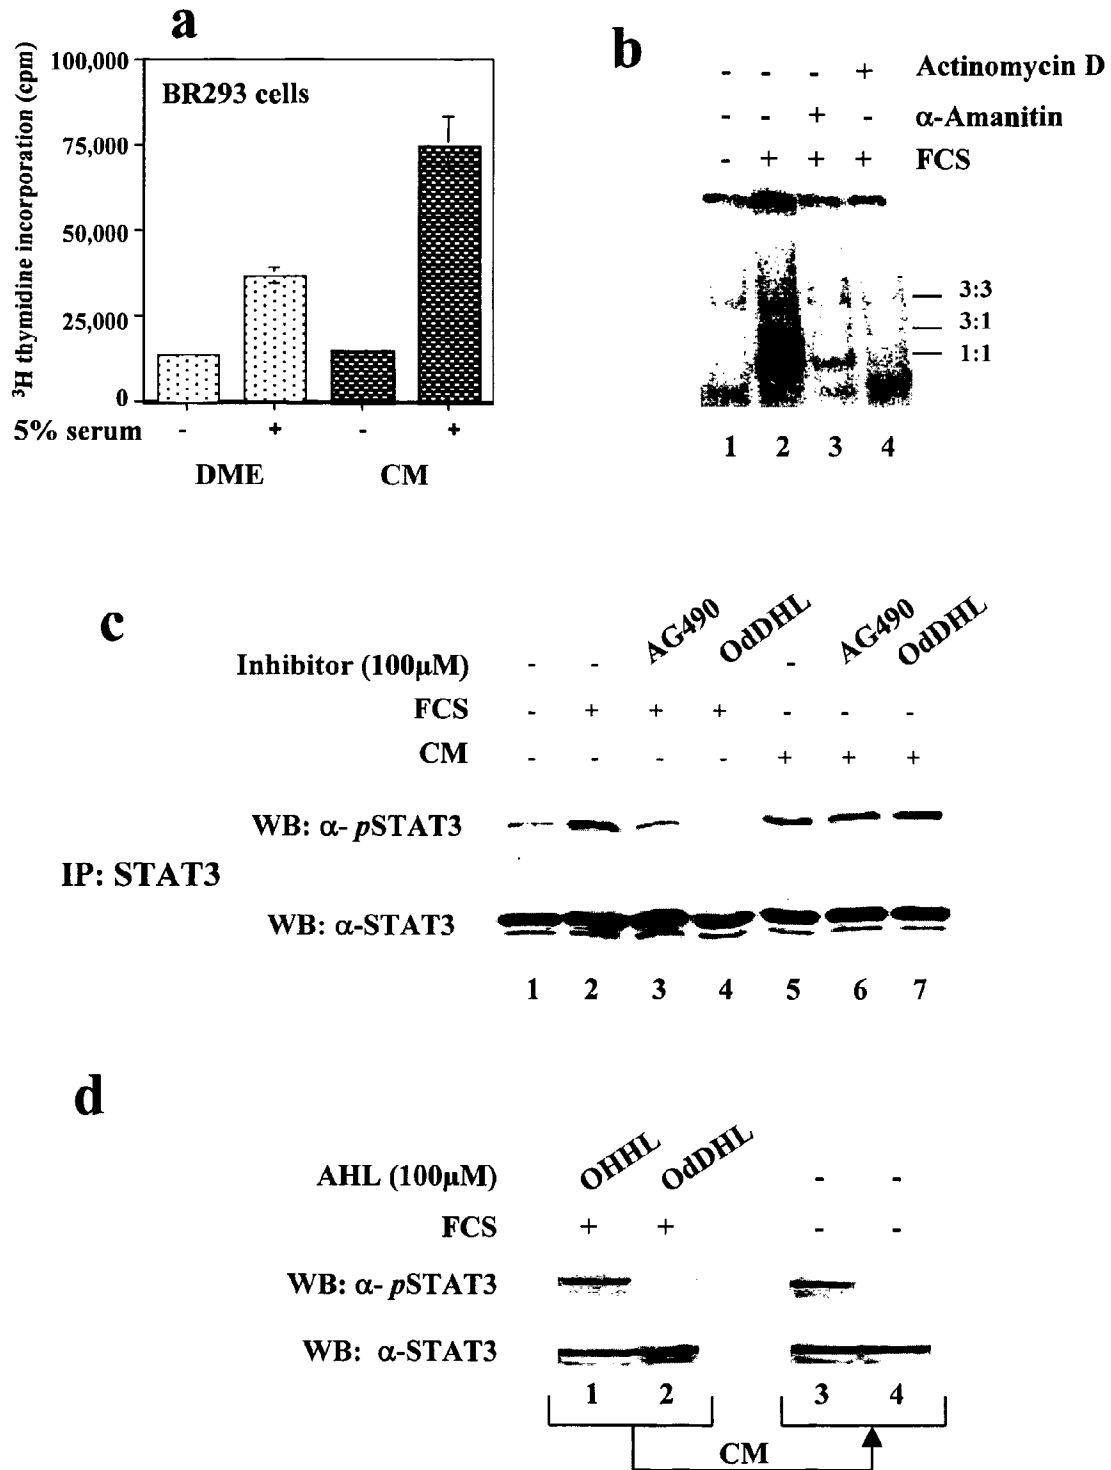 a
³H thymidine incorporation (cpm)
100,000
75,000
50,000
25,000
0
BR293 cells
5% serum - + - +
DME CM
b
- - - + Actinomycin D
- - + - α-Amanitin
- + + + FCS
3:3
3:1
1:1
1 2 3 4
c
Inhibitor (100μM) - - AG490 OdDHL - AG490 OdDHL
FCS - + + + - - -
CM - - - - + + +
WB: α- pSTAT3
IP: STAT3
WB: α-STAT3
1 2 3 4 5 6 7
d
AHL (100μM) OHHL OdDHL - -
FCS + + - -
WB: α- pSTAT3
WB: α-STAT3
1 2 3 4
CM